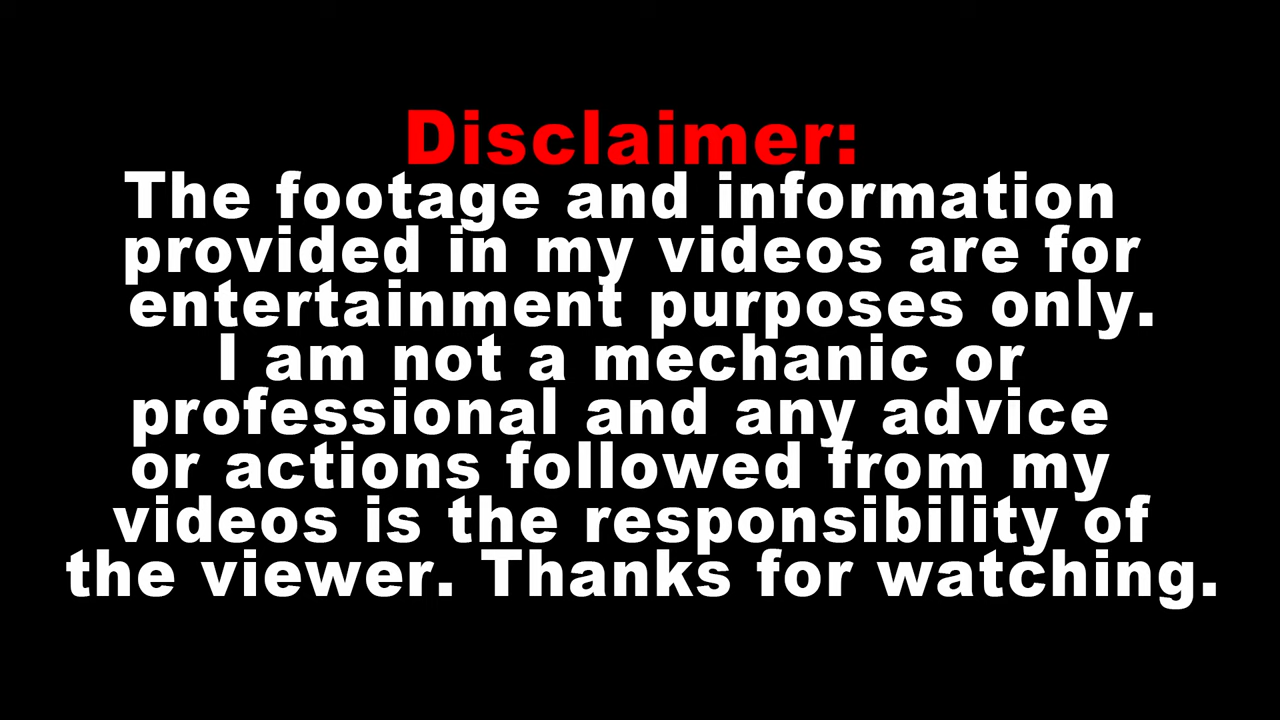 Disclaimer:
The footage and information
provided in my videos are for
entertainment purposes only.
I am not a mechanic or
professional and any advice
or actions followed from my
videos is the responsibility of
the viewer. Thanks for watching.